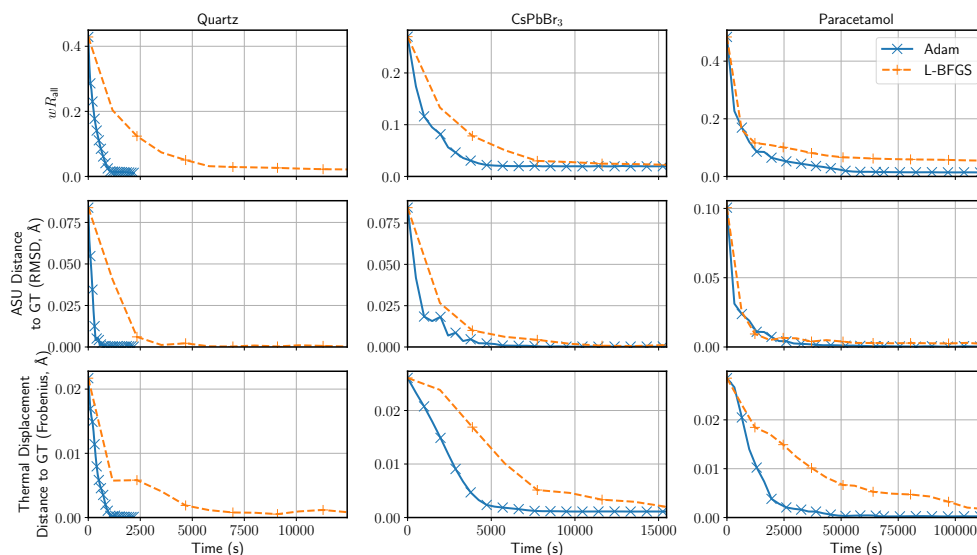 Quartz
CsPbBr₃
Paracetamol
wR_all
0.4
0.2
0.0
0.2
0.1
0.0
0.4
0.2
0.0
Adam
L-BFGS
ASU Distance
to GT (RMSD, Å)
0.075
0.050
0.025
0.000
0.075
0.050
0.025
0.000
0.10
0.05
0.00
Thermal Displacement
Distance to GT (Frobenius, Å)
0.02
0.01
0.00
0.02
0.01
0.00
0.02
0.01
0.00
0 2500 5000 7500 10000
0 5000 10000 15000
0 25000 50000 75000 100000
Time (s)
Time (s)
Time (s)